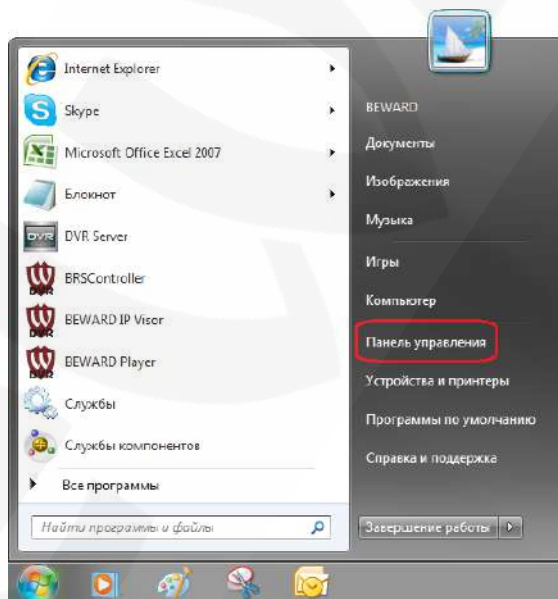 Internet Explorer
Skype
Microsoft Office Excel 2007
Блокнот
DVR Server
BRSController
BEWARD IP Visor
BEWARD Player
Службы
Службы компонентов
Все программы
Найти программы и файлы
BEWARD
Документы
Изображения
Музыка
Игры
Компьютер
Панель управления
Устройства и принтеры
Программы по умолчанию
Справка и поддержка
Завершение работы